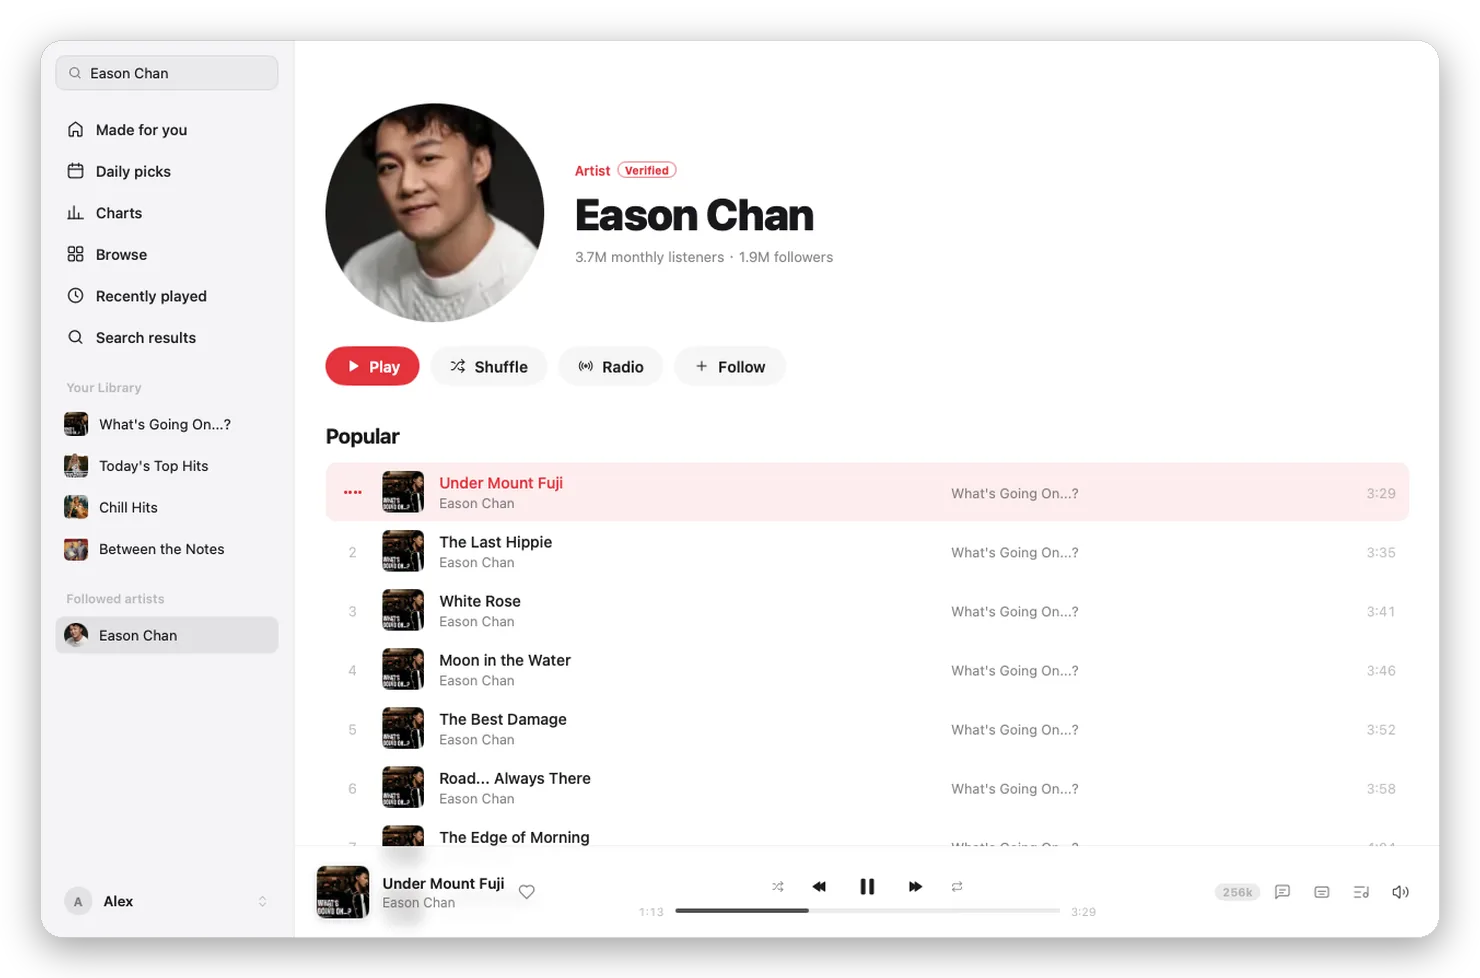 Eason Chan
Made for you
Daily picks
Charts
Browse
Recently played
Search results
Your Library
What's Going On...?
Today's Top Hits
Chill Hits
Between the Notes
Followed artists
Eason Chan
A Alex
Artist Verified
Eason Chan
3.7M monthly listeners · 1.9M followers
Play Shuffle Radio Follow
Popular
Under Mount Fuji
Eason Chan
What's Going On...?
3:29
2
The Last Hippie
Eason Chan
What's Going On...?
3:35
3
White Rose
Eason Chan
What's Going On...?
3:41
4
Moon in the Water
Eason Chan
What's Going On...?
3:46
5
The Best Damage
Eason Chan
What's Going On...?
3:52
6
Road... Always There
Eason Chan
What's Going On...?
3:58
The Edge of Morning
What's Going On...?
Under Mount Fuji
Eason Chan
1:13
3:29
256k